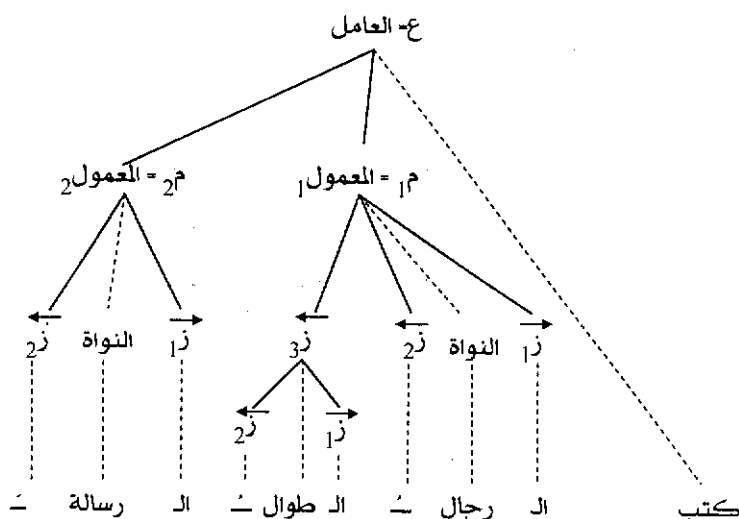 ع- العامل
م1 = المعمول1 م2 = المعمول2
ز1 النواة ز2 ز3 ز1 النواة ز2
ز1 ز2
كتب الـ رجال ـُ الـ طوال ـُ الـ رسالة ـَ